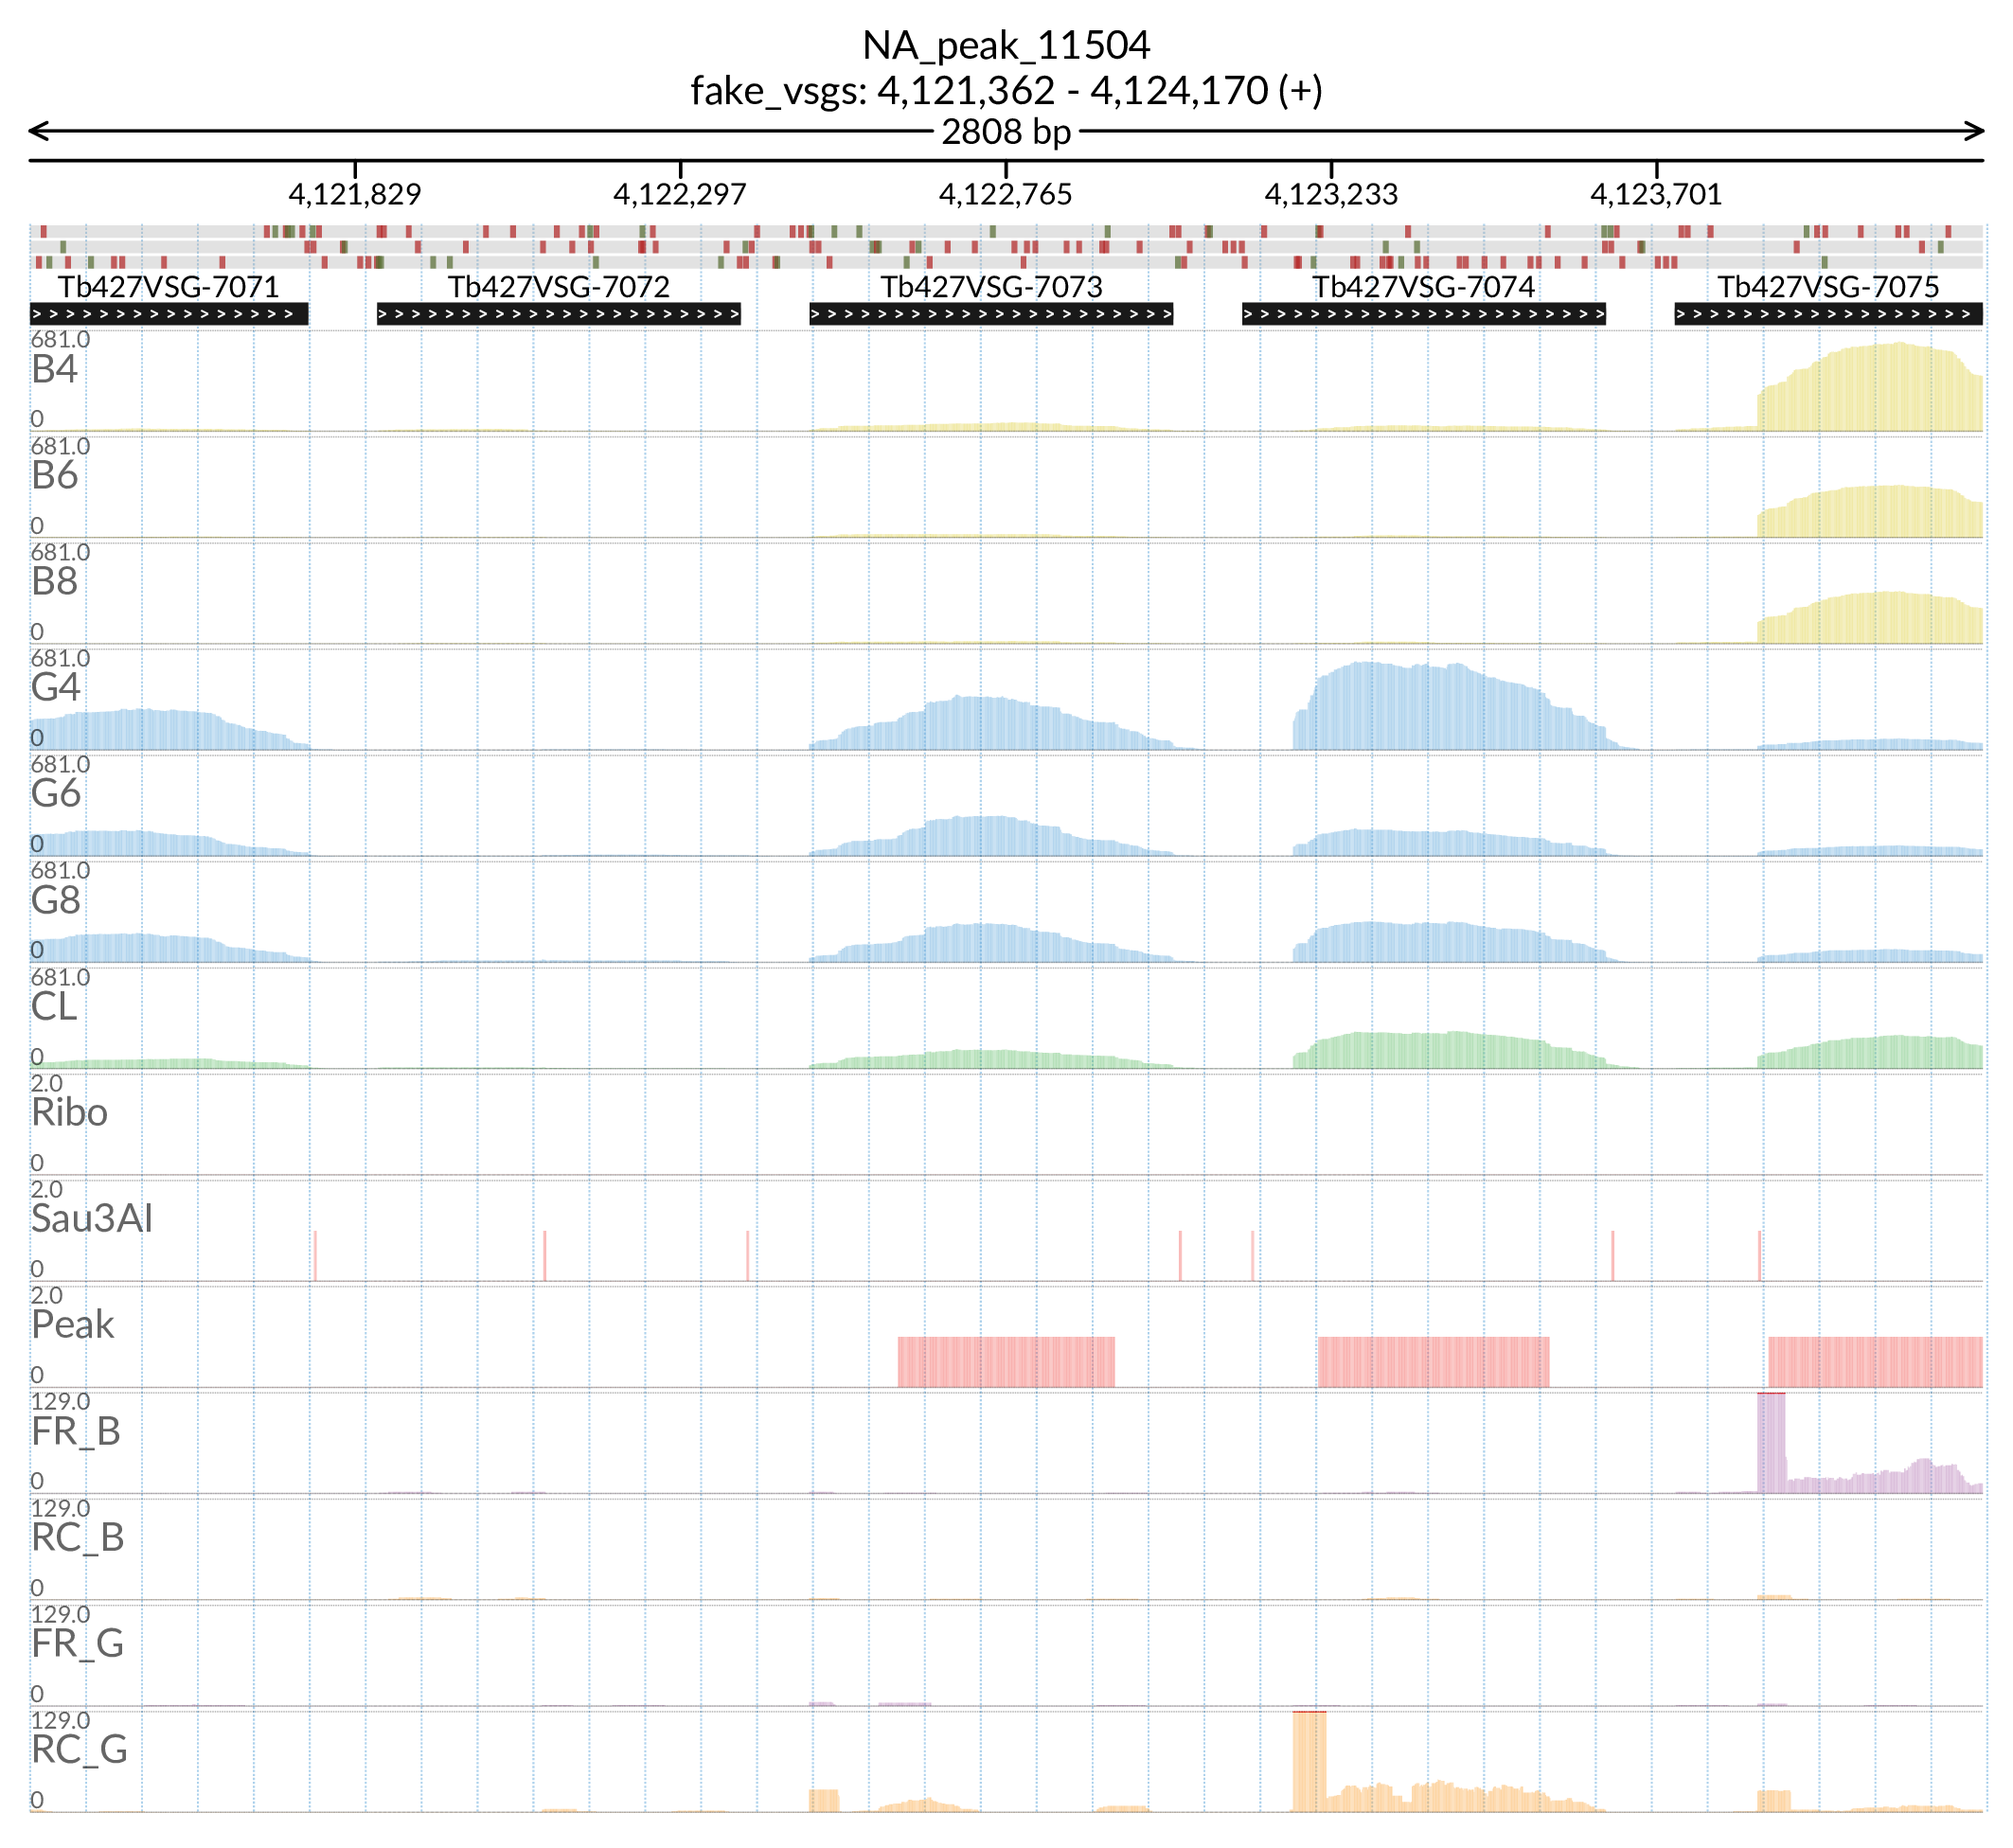 NA_peak_11504
fake_vsgs: 4,121,362 - 4,124,170 (+)
2808 bp
4,121,829 4,122,297 4,122,765 4,123,233 4,123,701
Tb427VSG-7071 Tb427VSG-7072 Tb427VSG-7073 Tb427VSG-7074 Tb427VSG-7075
681.0
B4
0
681.0
B6
0
681.0
B8
0
681.0
G4
0
681.0
G6
0
681.0
G8
0
681.0
CL
0
2.0
Ribo
0
2.0
Sau3AI
0
2.0
Peak
0
129.0
FR_B
0
129.0
RC_B
0
129.0
FR_G
0
129.0
RC_G
0